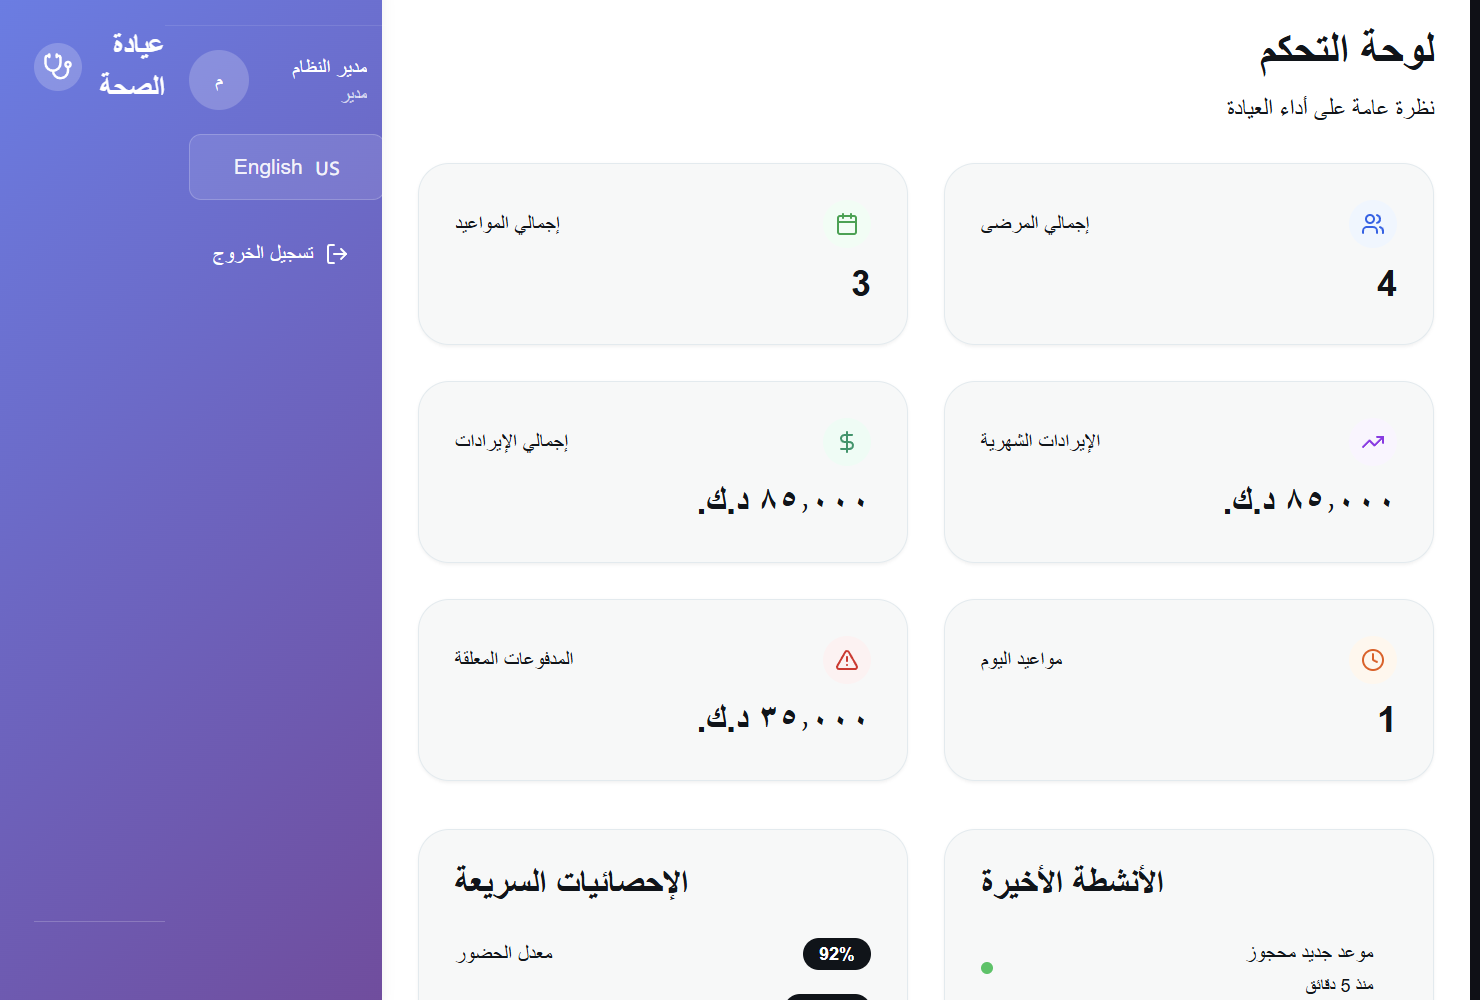 لوحة التحكم
نظرة عامة على أداء العيادة
إجمالي المرضى
4
إجمالي المواعيد
3
الإيرادات الشهرية
٨٥,٠٠٠ د.ك.
إجمالي الإيرادات
٨٥,٠٠٠ د.ك.
مواعيد اليوم
1
المدفوعات المعلقة
٣٥,٠٠٠ د.ك.
الأنشطة الأخيرة
موعد جديد محجوز
منذ 5 دقائق
الإحصائيات السريعة
معدل الحضور
92%
مدير النظام
مدير
م
English US
تسجيل الخروج
عيادة
الصحة